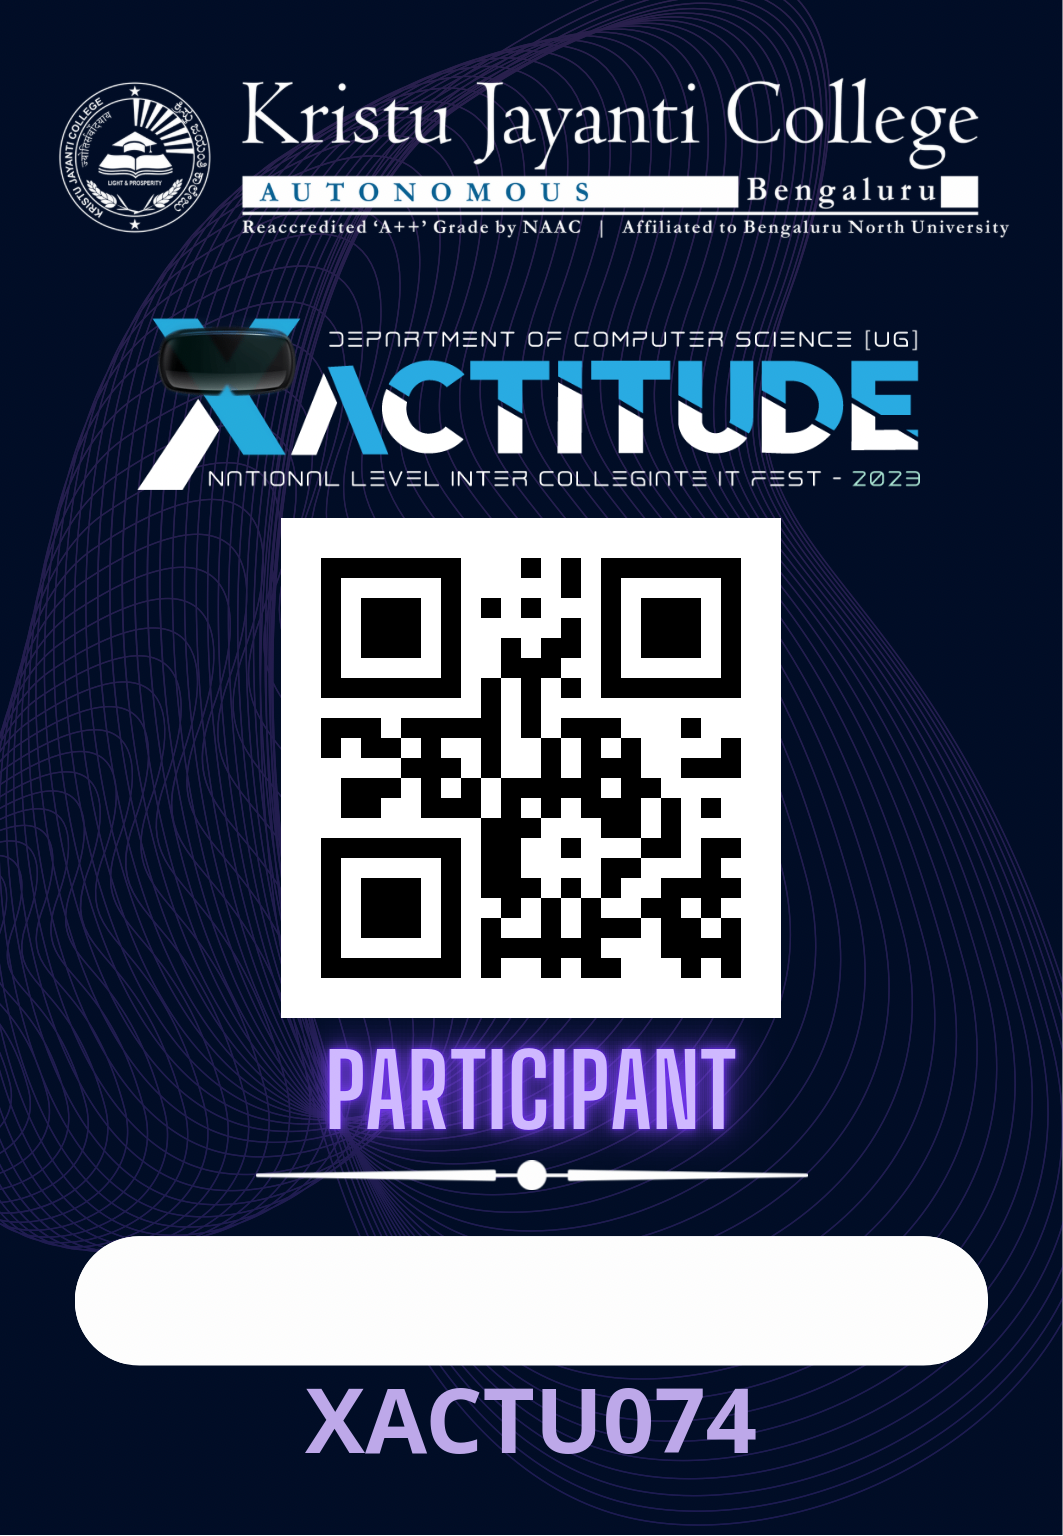 Kristu Jayanti College
AUTONOMOUS Bengaluru
Reaccredited ‘A++’ Grade by NAAC | Affiliated to Bengaluru North University
KRISTU JAYANTI COLLEGE
LIGHT & PROSPERITY
DEPARTMENT OF COMPUTER SCIENCE [UG]
XACTITUDE
NATIONAL LEVEL INTER COLLEGIATE IT FEST - 2023
PARTICIPANT
XACTU074